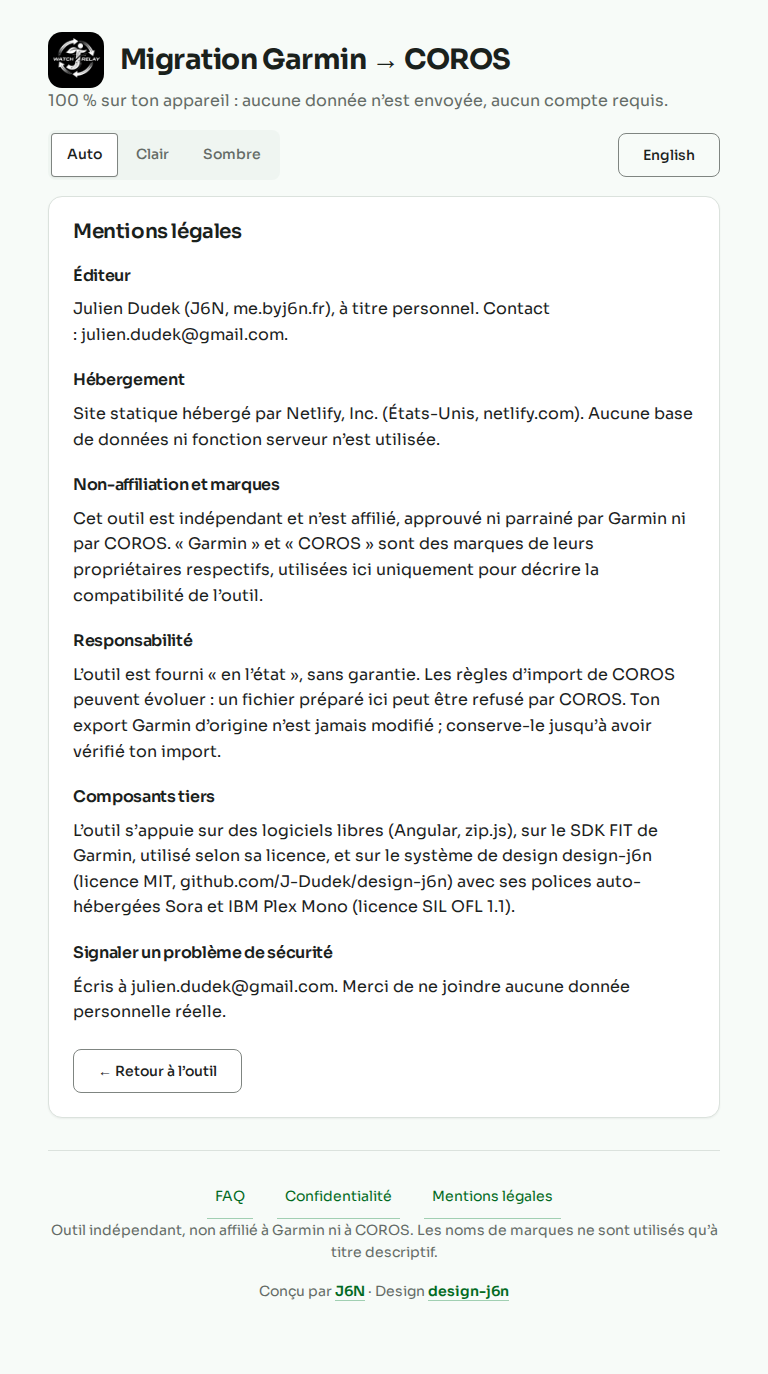 WATCH RELAY
Migration Garmin → COROS
100 % sur ton appareil : aucune donnée n’est envoyée, aucun compte requis.
Auto
Clair
Sombre
English
Mentions légales
Éditeur
Julien Dudek (J6N, me.byj6n.fr), à titre personnel. Contact
: julien.dudek@gmail.com.
Hébergement
Site statique hébergé par Netlify, Inc. (États-Unis, netlify.com). Aucune base
de données ni fonction serveur n’est utilisée.
Non-affiliation et marques
Cet outil est indépendant et n’est affilié, approuvé ni parrainé par Garmin ni
par COROS. « Garmin » et « COROS » sont des marques de leurs
propriétaires respectifs, utilisées ici uniquement pour décrire la
compatibilité de l’outil.
Responsabilité
L’outil est fourni « en l’état », sans garantie. Les règles d’import de COROS
peuvent évoluer : un fichier préparé ici peut être refusé par COROS. Ton
export Garmin d’origine n’est jamais modifié ; conserve-le jusqu’à avoir
vérifié ton import.
Composants tiers
L’outil s’appuie sur des logiciels libres (Angular, zip.js), sur le SDK FIT de
Garmin, utilisé selon sa licence, et sur le système de design design-j6n
(licence MIT, github.com/J-Dudek/design-j6n) avec ses polices auto-
hébergées Sora et IBM Plex Mono (licence SIL OFL 1.1).
Signaler un problème de sécurité
Écris à julien.dudek@gmail.com. Merci de ne joindre aucune donnée
personnelle réelle.
← Retour à l’outil
FAQ
Confidentialité
Mentions légales
Outil indépendant, non affilié à Garmin ni à COROS. Les noms de marques ne sont utilisés qu’à
titre descriptif.
Conçu par J6N · Design design-j6n